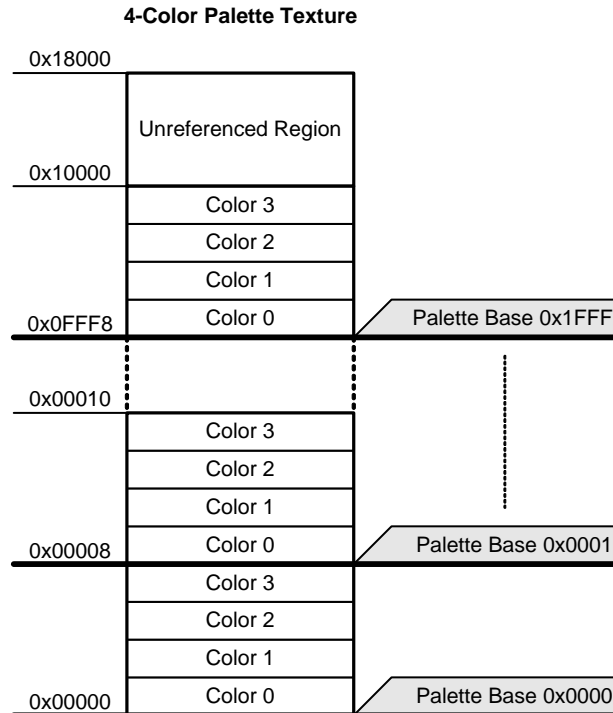 4-Color Palette Texture
0x18000
Unreferenced Region
0x10000
Color 3
Color 2
Color 1
0x0FFF8 Color 0 Palette Base 0x1FFF
0x00010
Color 3
Color 2
Color 1
0x00008 Color 0 Palette Base 0x0001
Color 3
Color 2
Color 1
0x00000 Color 0 Palette Base 0x0000